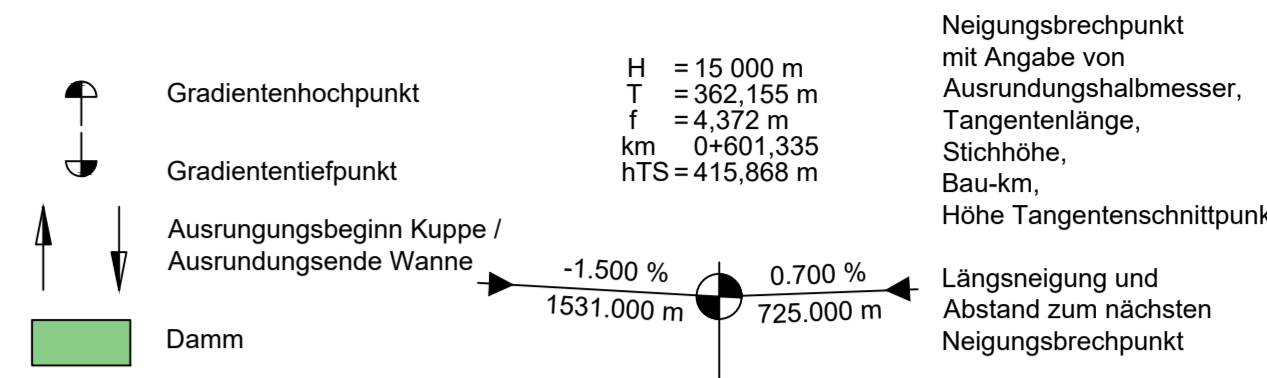 Gradientenhochpunkt
Gradiententiefpunkt
Ausrungungsbeginn Kuppe /
Ausrundungsende Wanne
Damm
H = 15 000 m
T = 362,155 m
f = 4,372 m
km 0+601,335
hTS = 415,868 m
-1.500 %
1531.000 m
0.700 %
725.000 m
Neigungsbrechpunkt
mit Angabe von
Ausrundungshalbmesser,
Tangentenlänge,
Stichhöhe,
Bau-km,
Höhe Tangentenschnittpunk
Längsneigung und
Abstand zum nächsten
Neigungsbrechpunkt